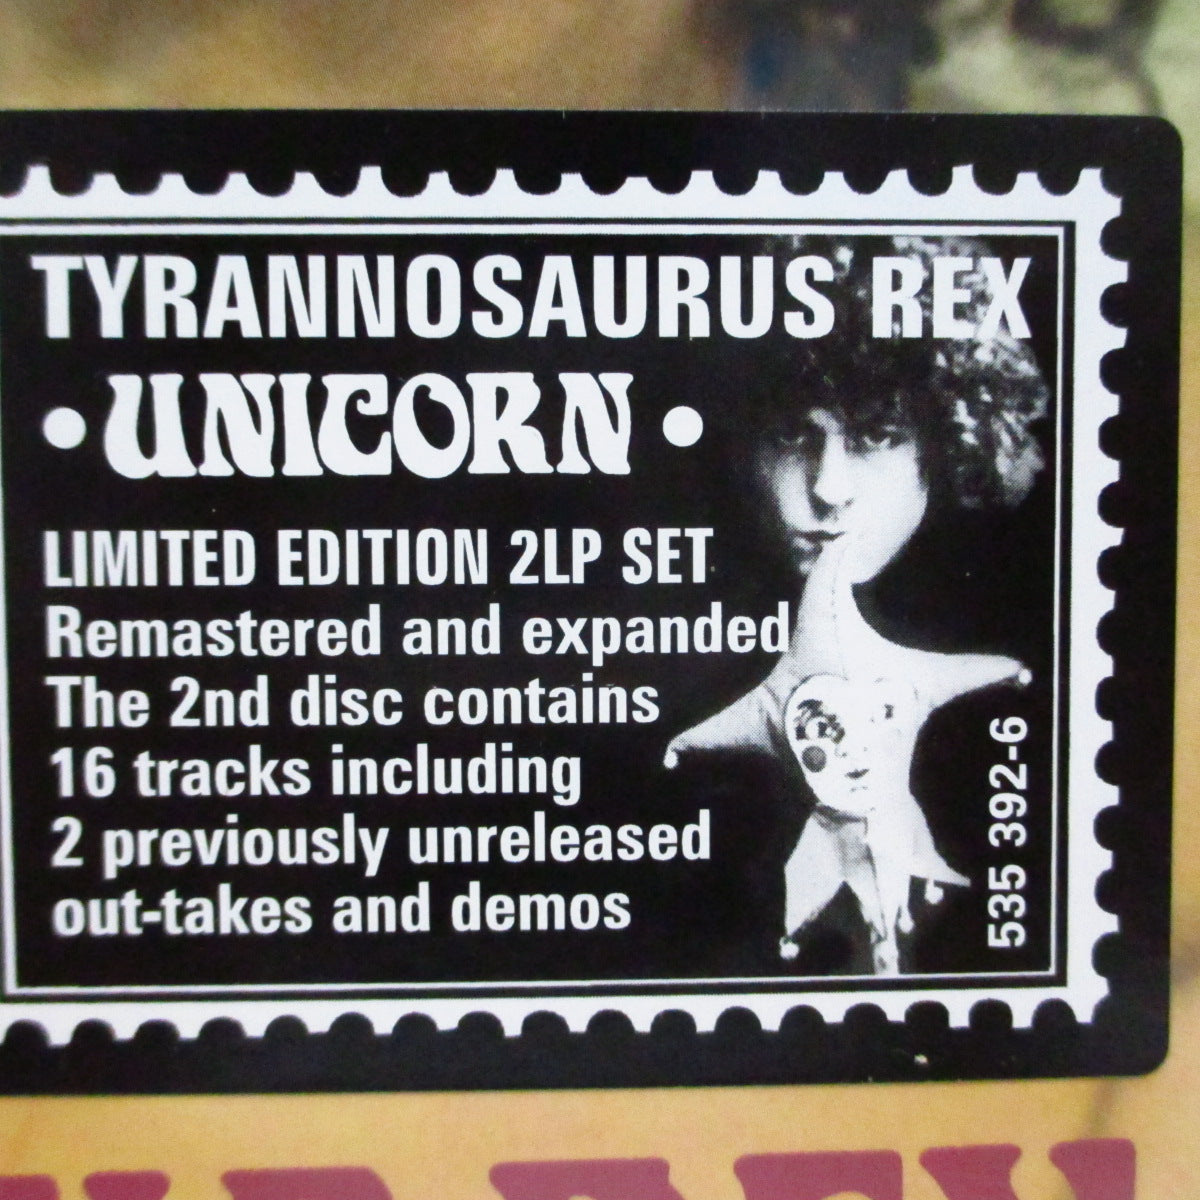 TYRANNOSAURUS REX
• UNICORN •
LIMITED EDITION 2LP SET
Remastered and expanded
The 2nd disc contains
16 tracks including
2 previously unreleased
out-takes and demos
535 392-6